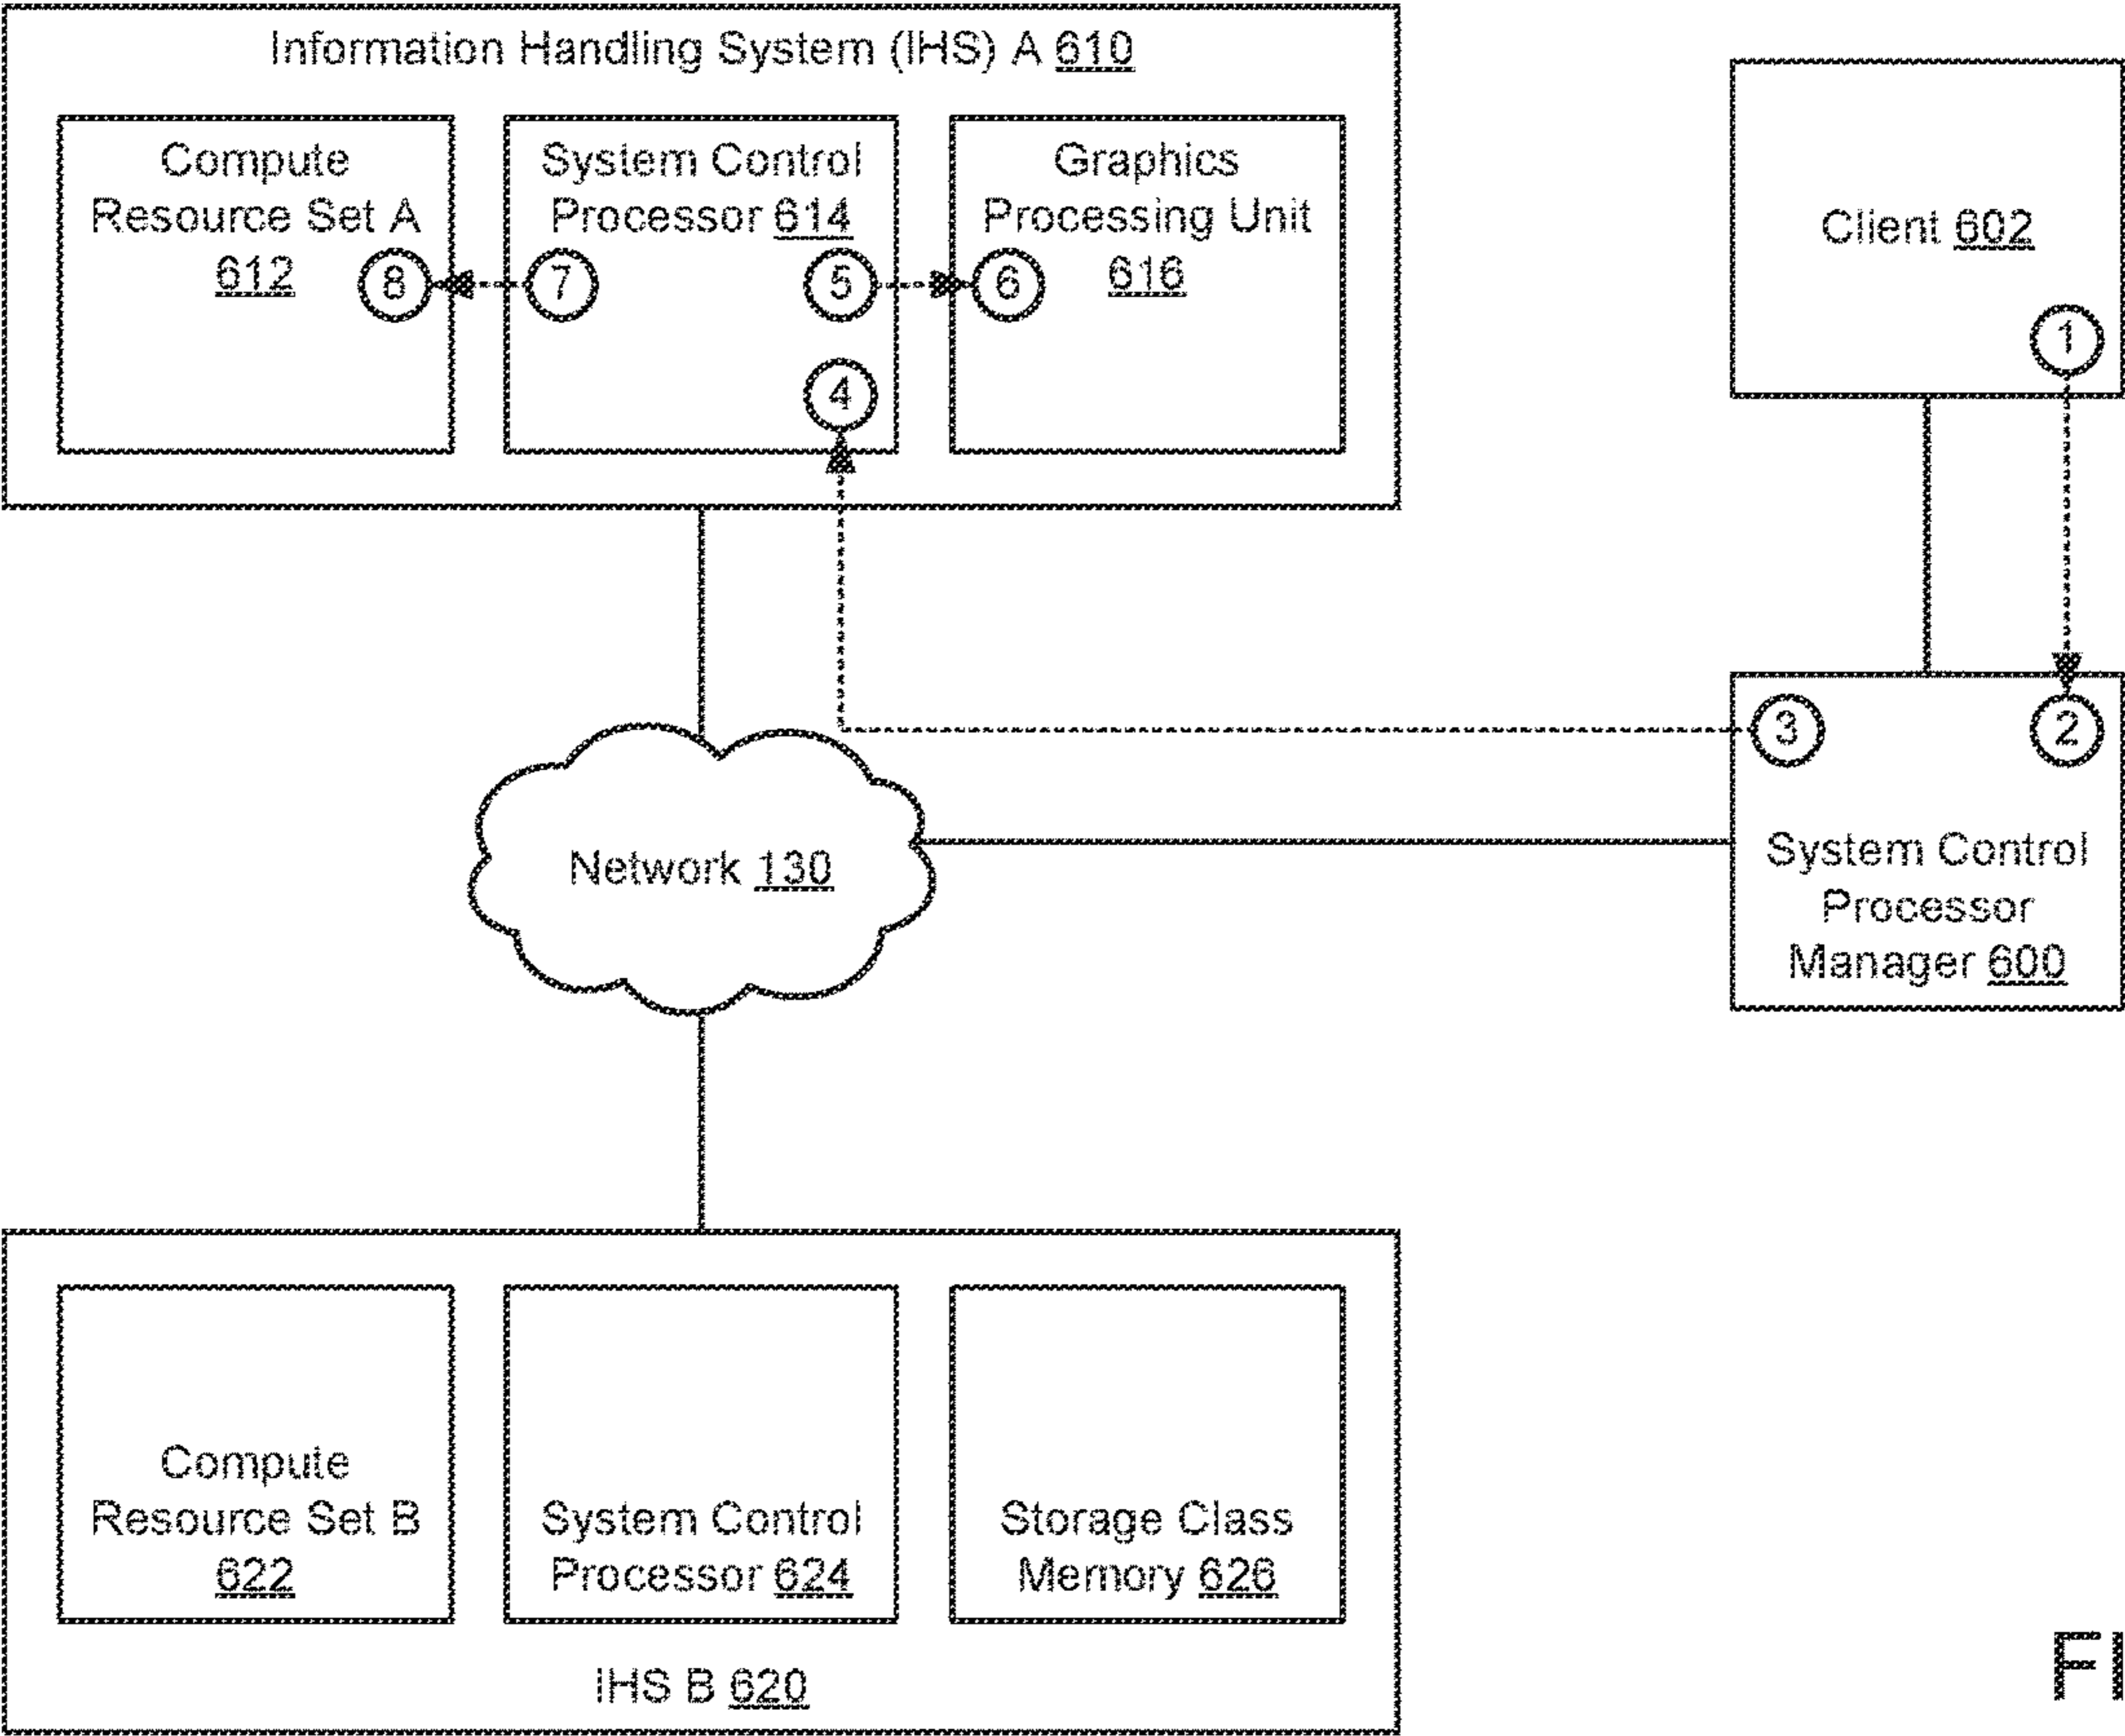 Information Handling System (IHS) A 610
Compute
Resource Set A
612
8
System Control
Processor 614
7
5
4
Graphics
Processing Unit
616
6
Client 602
1
3
2
System Control
Processor
Manager 600
Network 130
Compute
Resource Set B
622
System Control
Processor 624
Storage Class
Memory 626
IHS B 620
FI